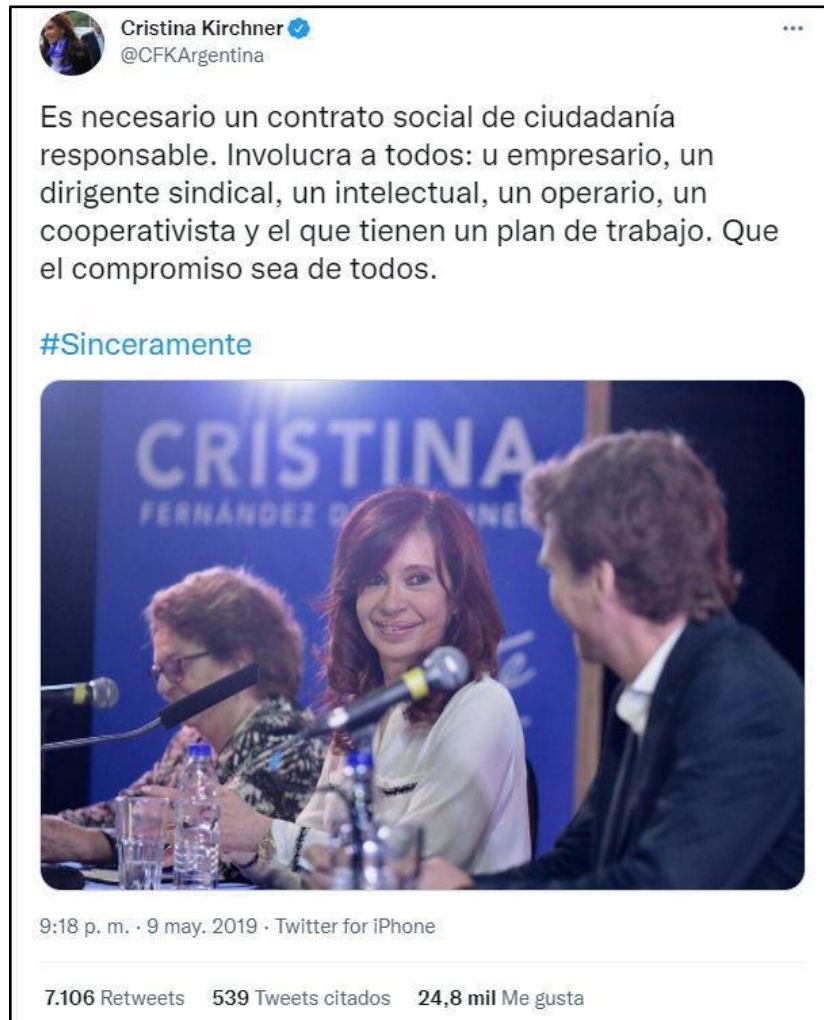 Cristina Kirchner
@CFKArgentina
Es necesario un contrato social de ciudadanía
responsable. Involucra a todos: u empresario, un
dirigente sindical, un intelectual, un operario, un
cooperativista y el que tienen un plan de trabajo. Que
el compromiso sea de todos.
#Sinceramente
CRISTINA
FERNÁNDEZ
9:18 p. m. · 9 may. 2019 · Twitter for iPhone
7.106 Retweets 539 Tweets citados 24,8 mil Me gusta